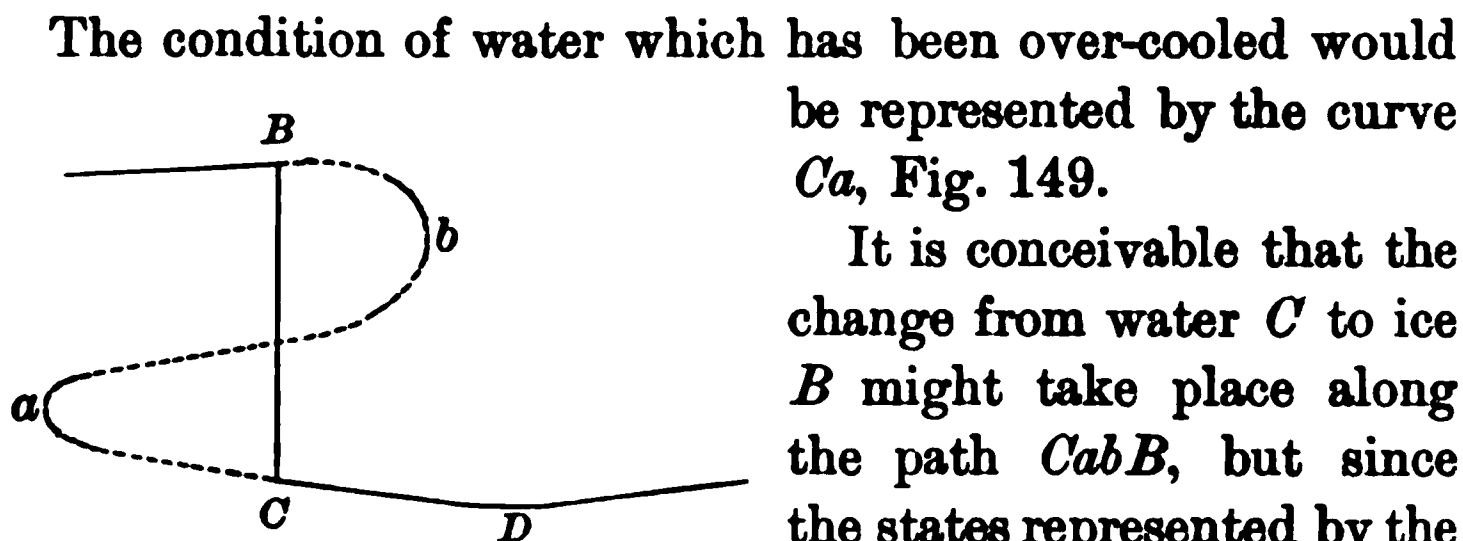 The condition of water which has been over-cooled would
be represented by the curve
Ca, Fig. 149.
It is conceivable that the
change from water C to ice
B might take place along
the path CabB, but since
the states represented by the
B
b
a
C
D